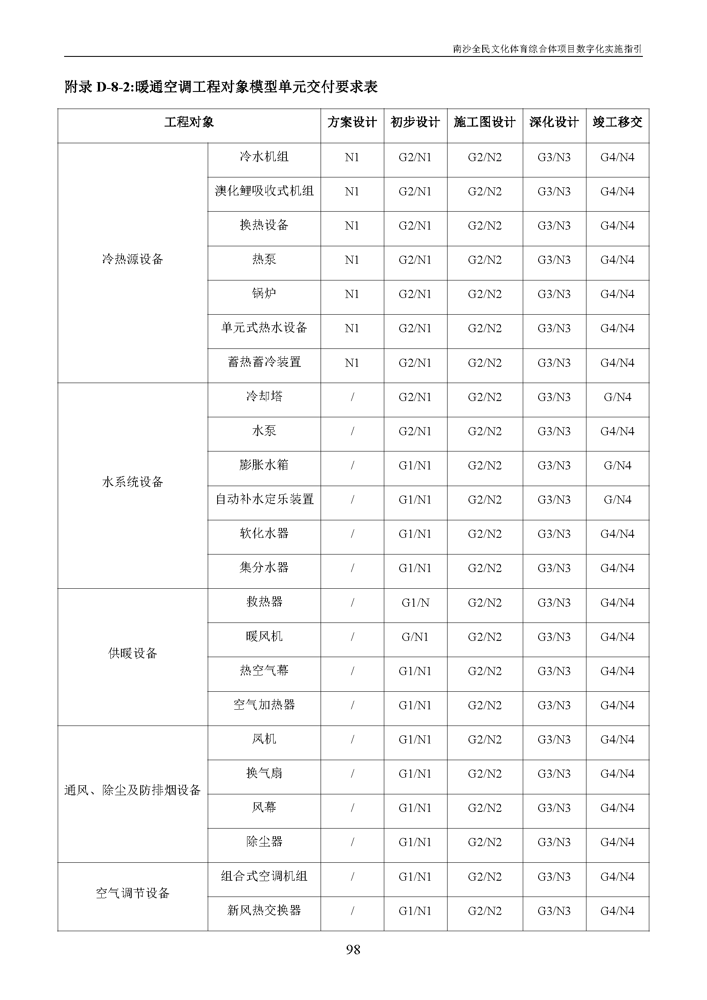 南沙全民文化体育综合体项目数字化实施指引
附录 D-8-2:暖通空调工程对象模型单元交付要求表
工程对象 方案设计 初步设计 施工图设计 深化设计 竣工移交
冷热源设备
冷水机组 N1 G2/N1 G2/N2 G3/N3 G4/N4
澳化鲤吸收式机组 N1 G2/N1 G2/N2 G3/N3 G4/N4
换热设备 N1 G2/N1 G2/N2 G3/N3 G4/N4
热泵 N1 G2/N1 G2/N2 G3/N3 G4/N4
锅炉 N1 G2/N1 G2/N2 G3/N3 G4/N4
单元式热水设备 N1 G2/N1 G2/N2 G3/N3 G4/N4
蓄热蓄冷装置 N1 G2/N1 G2/N2 G3/N3 G4/N4
水系统设备
冷却塔 / G2/N1 G2/N2 G3/N3 G/N4
水泵 / G2/N1 G2/N2 G3/N3 G4/N4
膨胀水箱 / G1/N1 G2/N2 G3/N3 G/N4
自动补水定乐装置 / G1/N1 G2/N2 G3/N3 G/N4
软化水器 / G1/N1 G2/N2 G3/N3 G4/N4
集分水器 / G1/N1 G2/N2 G3/N3 G4/N4
供暖设备
救热器 / G1/N G2/N2 G3/N3 G4/N4
暖风机 / G/N1 G2/N2 G3/N3 G4/N4
热空气幕 / G1/N1 G2/N2 G3/N3 G4/N4
空气加热器 / G1/N1 G2/N2 G3/N3 G4/N4
通风、除尘及防排烟设备
凤机 / G1/N1 G2/N2 G3/N3 G4/N4
换气扇 / G1/N1 G2/N2 G3/N3 G4/N4
风幕 / G1/N1 G2/N2 G3/N3 G4/N4
除尘器 / G1/N1 G2/N2 G3/N3 G4/N4
空气调节设备
组合式空调机组 / G1/N1 G2/N2 G3/N3 G4/N4
新风热交换器 / G1/N1 G2/N2 G3/N3 G4/N4
98